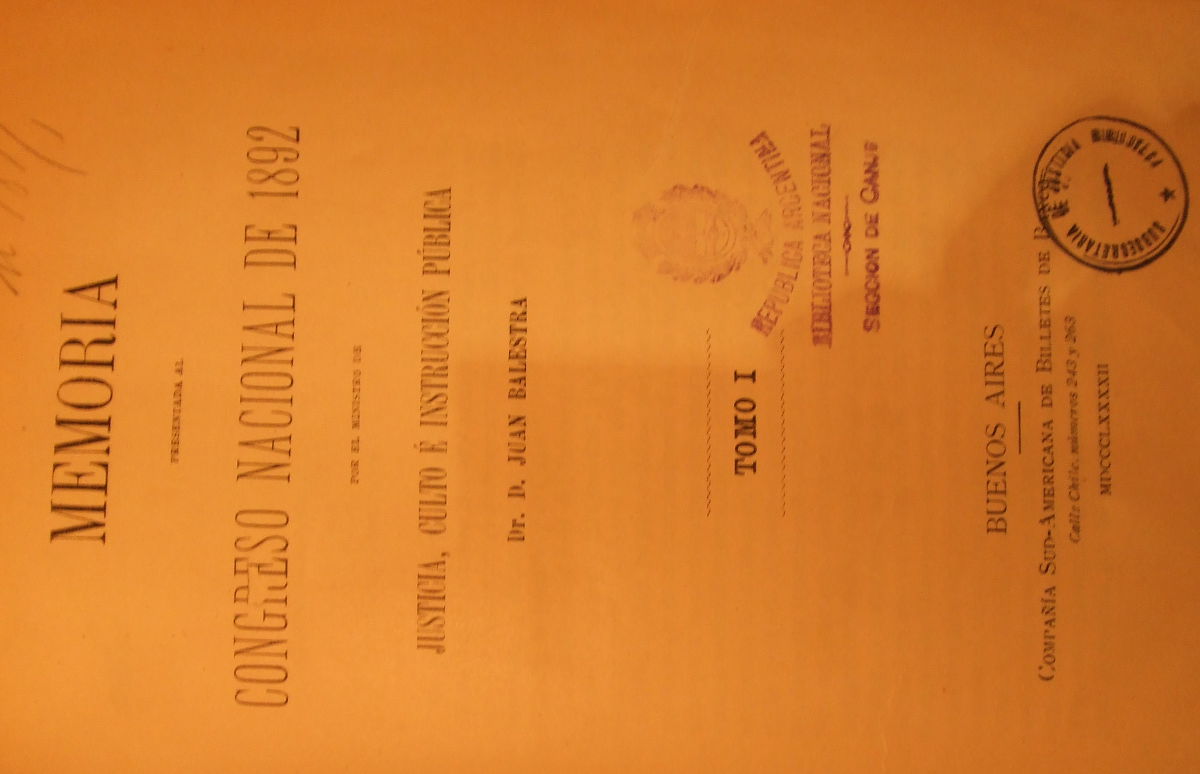 MEMORIA
PRESENTADA AL
CONGRESO NACIONAL DE 1892
POR EL MINISTRO DE
JUSTICIA, CULTO É INSTRUCCIÓN PÚBLICA
Dr. D. JUAN BALESTRA
TOMO I
REPUBLICA ARGENTINA
BIBLIOTECA NACIONAL
SECCION DE CANJE
BUENOS AIRES
COMPAÑÍA SUD-AMERICANA DE BILLETES DE
Calle Chile, números 243 y 263
MDCCCLXXXXII
SUBSECRETARIA DE